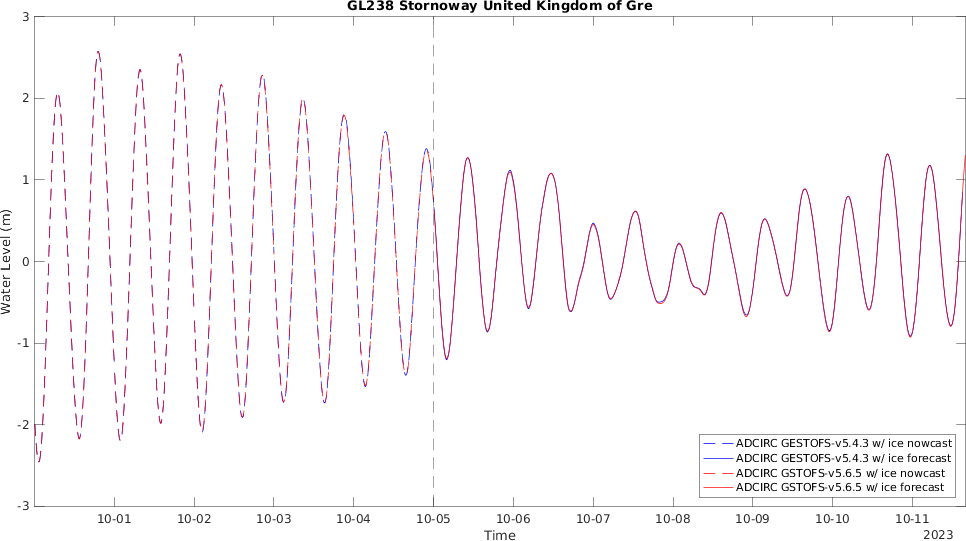 GL238 Stornoway United Kingdom of Gre
3
2
1
0
-1
-2
-3
Water Level (m)
10-01 10-02 10-03 10-04 10-05 10-06 10-07 10-08 10-09 10-10 10-11
Time
2023
ADCIRC GESTOFS-v5.4.3 w/ ice nowcast
ADCIRC GESTOFS-v5.4.3 w/ ice forecast
ADCIRC GSTOFS-v5.6.5 w/ ice nowcast
ADCIRC GSTOFS-v5.6.5 w/ ice forecast